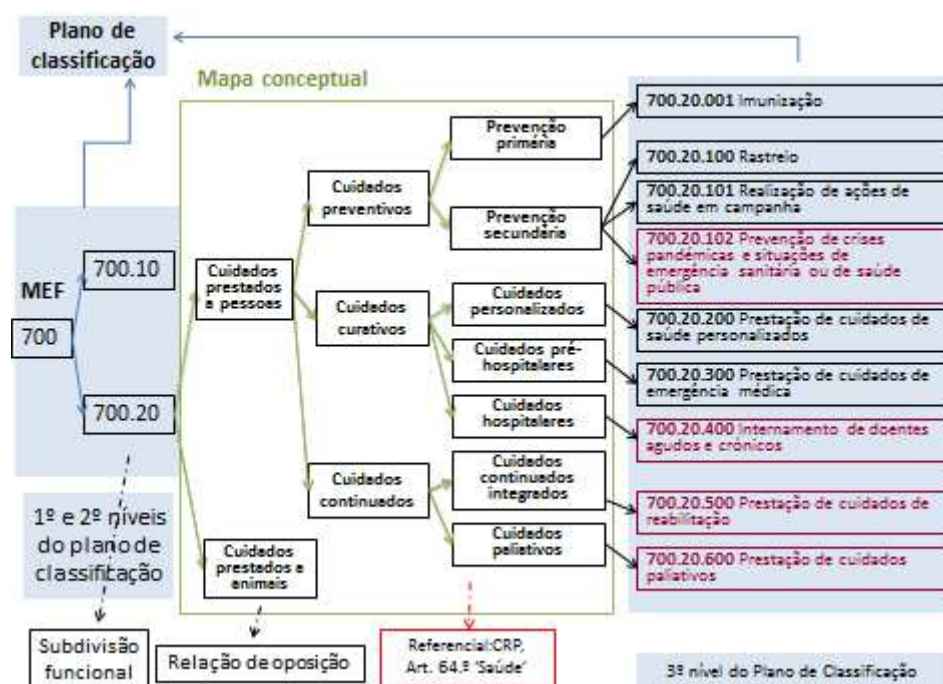 Plano de
classificação
Mapa conceptual
MEF
700
700.10
700.20
1º e 2º níveis
do plano de
classificação
Cuidados
prestados
a pessoas
Cuidados
prestados a
animais
Cuidados
preventivos
Cuidados
curativos
Cuidados
continuados
Prevenção
primária
Prevenção
secundária
Cuidados
personalizados
Cuidados pré-
hospitalares
Cuidados
hospitalares
Cuidados
continuados
integrados
Cuidados
paliativos
700.20.001 Imunização
700.20.100 Rastreio
700.20.101 Realização de ações de
saúde em campanha
700.20.102 Prevenção de crises
pandémicas e situações de
emergência sanitária ou de saúde
pública
700.20.200 Prestação de cuidados de
saúde personalizados
700.20.300 Prestação de cuidados de
emergência médica
700.20.400 Internamento de doentes
agudos e crónicos
700.20.500 Prestação de cuidados de
reabilitação
700.20.600 Prestação de cuidados
paliativos
Subdivisão
funcional
Relação de oposição
Referencial:CRP,
Art. 64.º ‘Saúde’
3º nível do Plano de Classificação